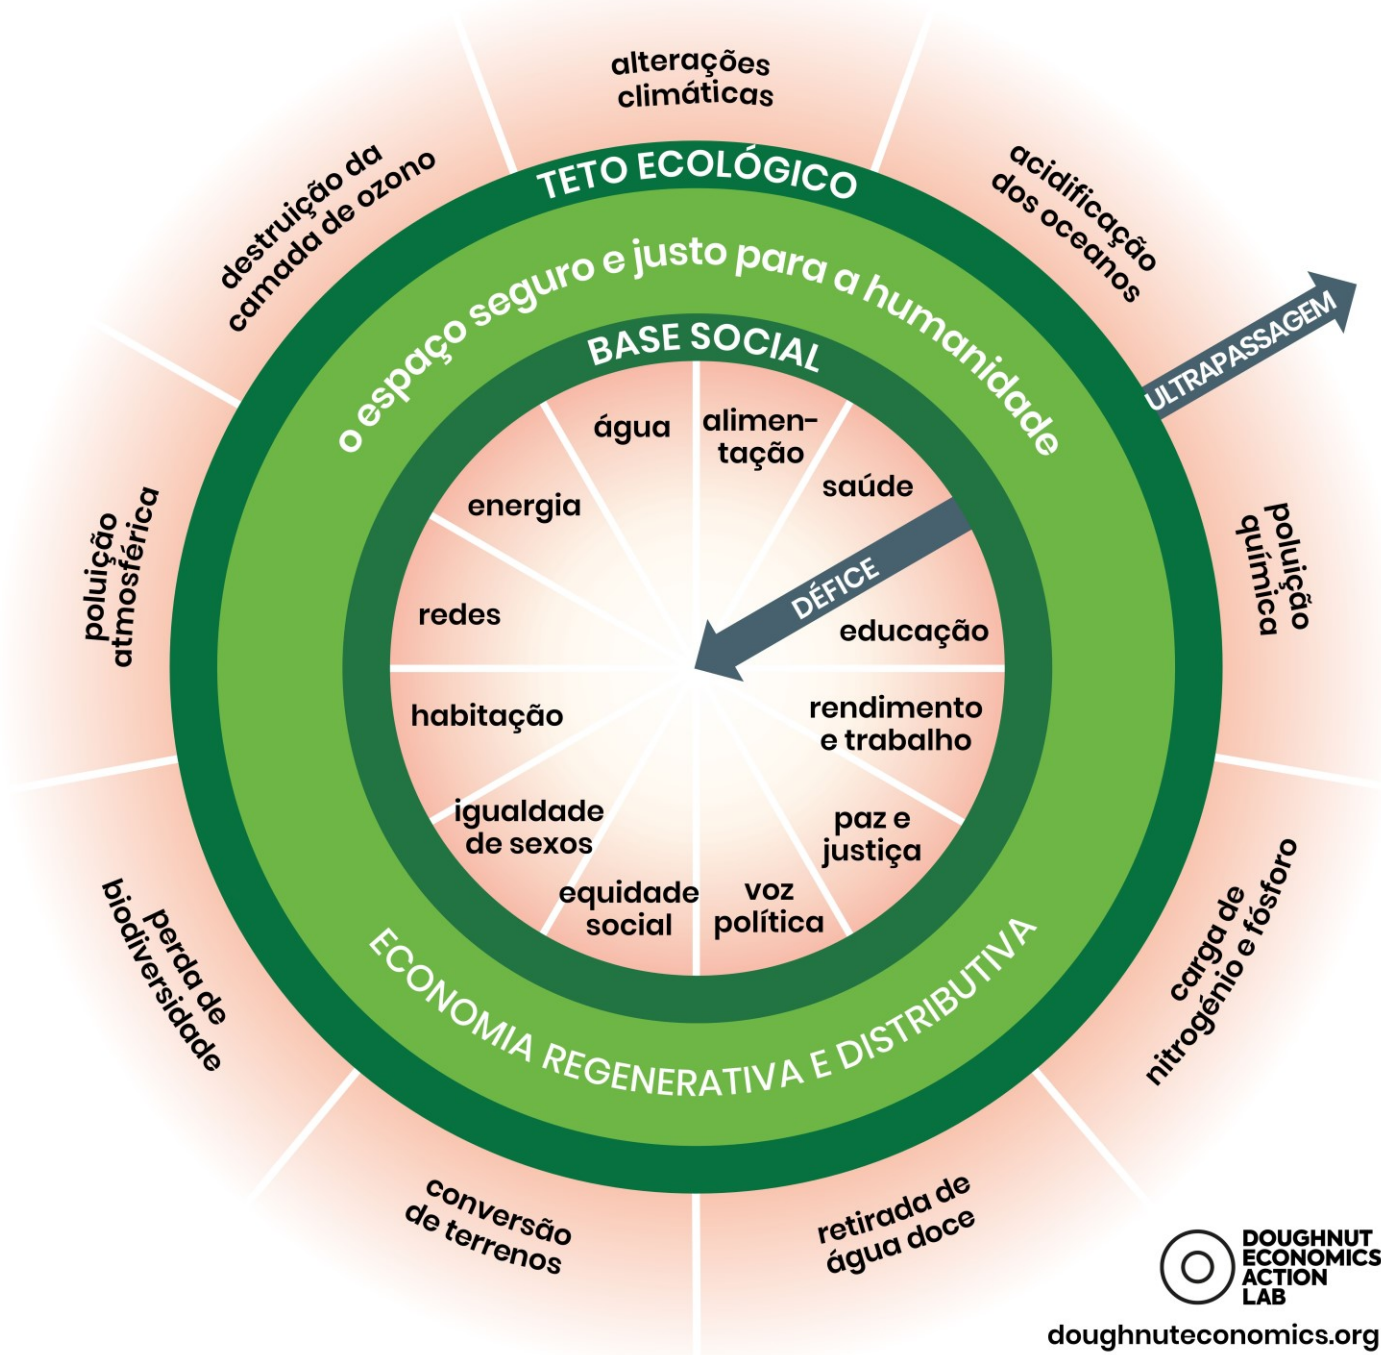 alterações
climáticas
acidificação
dos oceanos
ULTRAPASSAGEM
poluição
química
carga de
nitrogénio e fósforo
retirada de
água doce
conversão
de terrenos
perda de
biodiversidade
poluição
atmosférica
destruição da
camada de ozono
TETO ECOLÓGICO
o espaço seguro e justo para a humanidade
BASE SOCIAL
água
alimen-
tação
saúde
DÉFICE
educação
rendimento
e trabalho
paz e
justiça
voz
política
equidade
social
igualdade
de sexos
habitação
redes
energia
ECONOMIA REGENERATIVA E DISTRIBUTIVA
DOUGHNUT
ECONOMICS
ACTION
LAB
doughnuteconomics.org